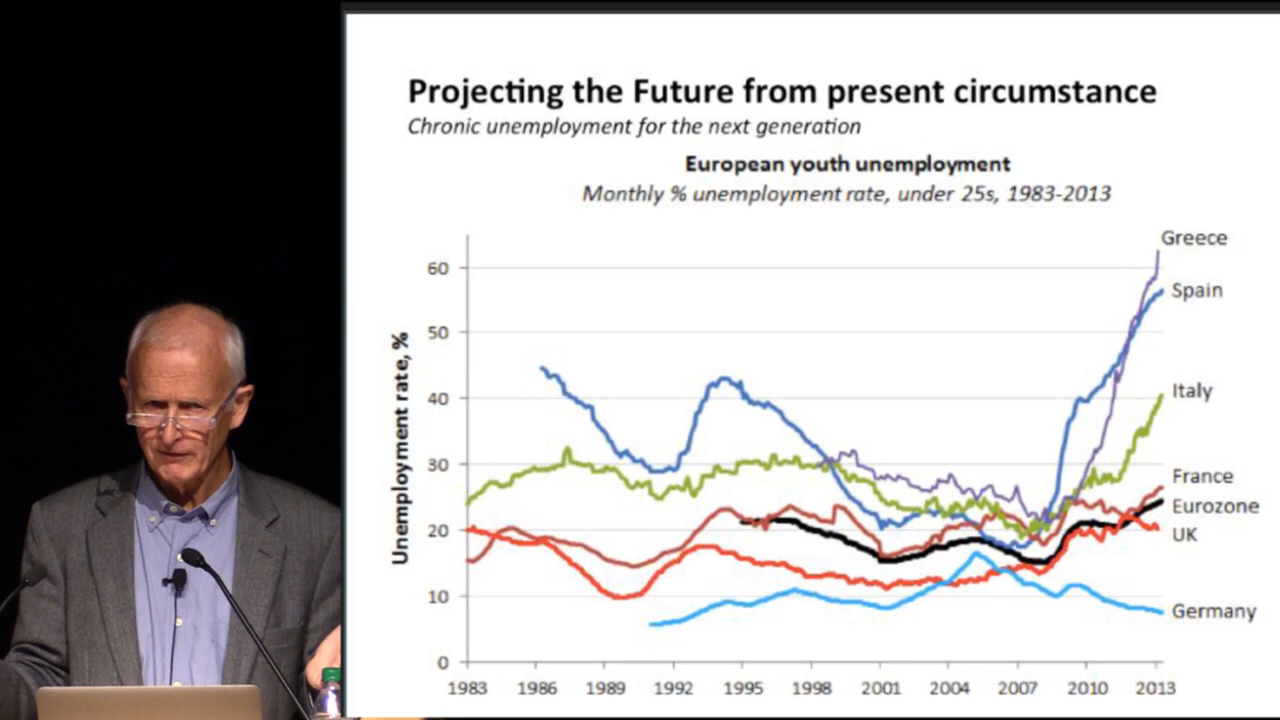 Projecting the Future from present circumstance
Chronic unemployment for the next generation
European youth unemployment
Monthly % unemployment rate, under 25s, 1983-2013
Unemployment rate, %
60
50
40
30
20
10
0
1983 1986 1989 1992 1995 1998 2001 2004 2007 2010 2013
Greece
Spain
Italy
France
Eurozone
UK
Germany